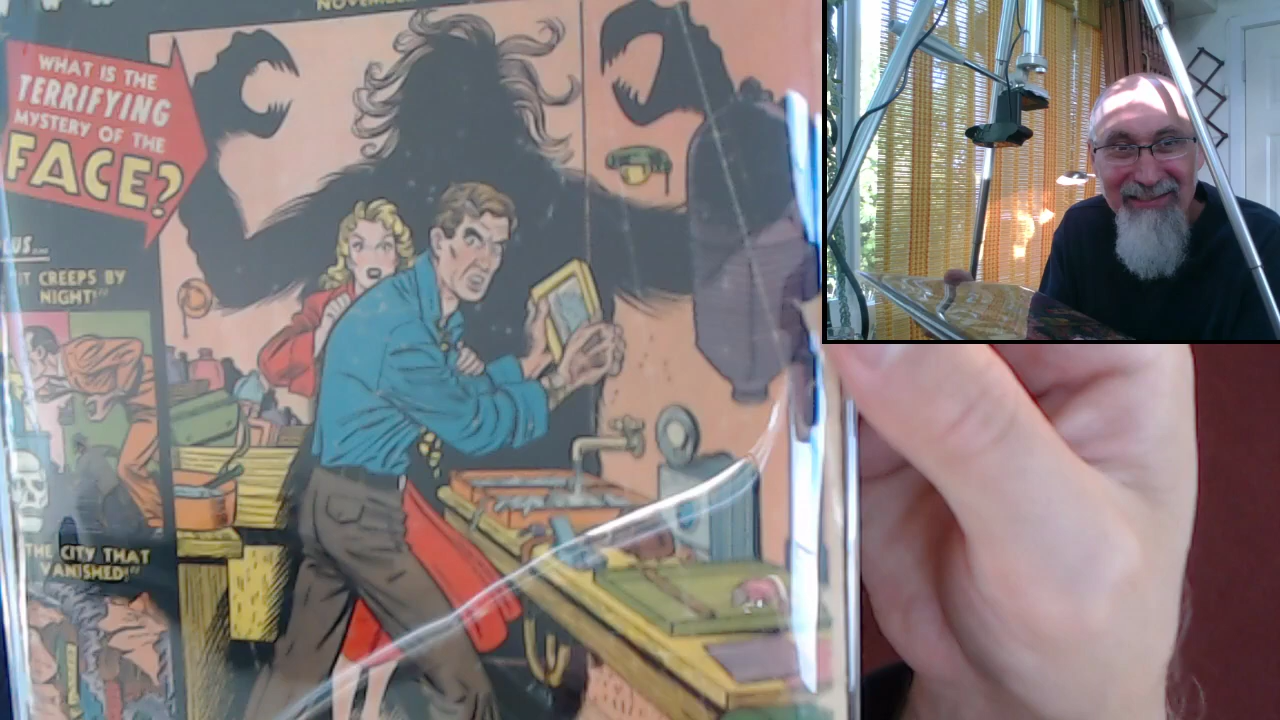 NOVEMBER
WHAT IS THE
TERRIFYING
MYSTERY OF THE
FACE?
IT CREEPS BY
NIGHT!"
THE CITY THAT
VANISHED!"